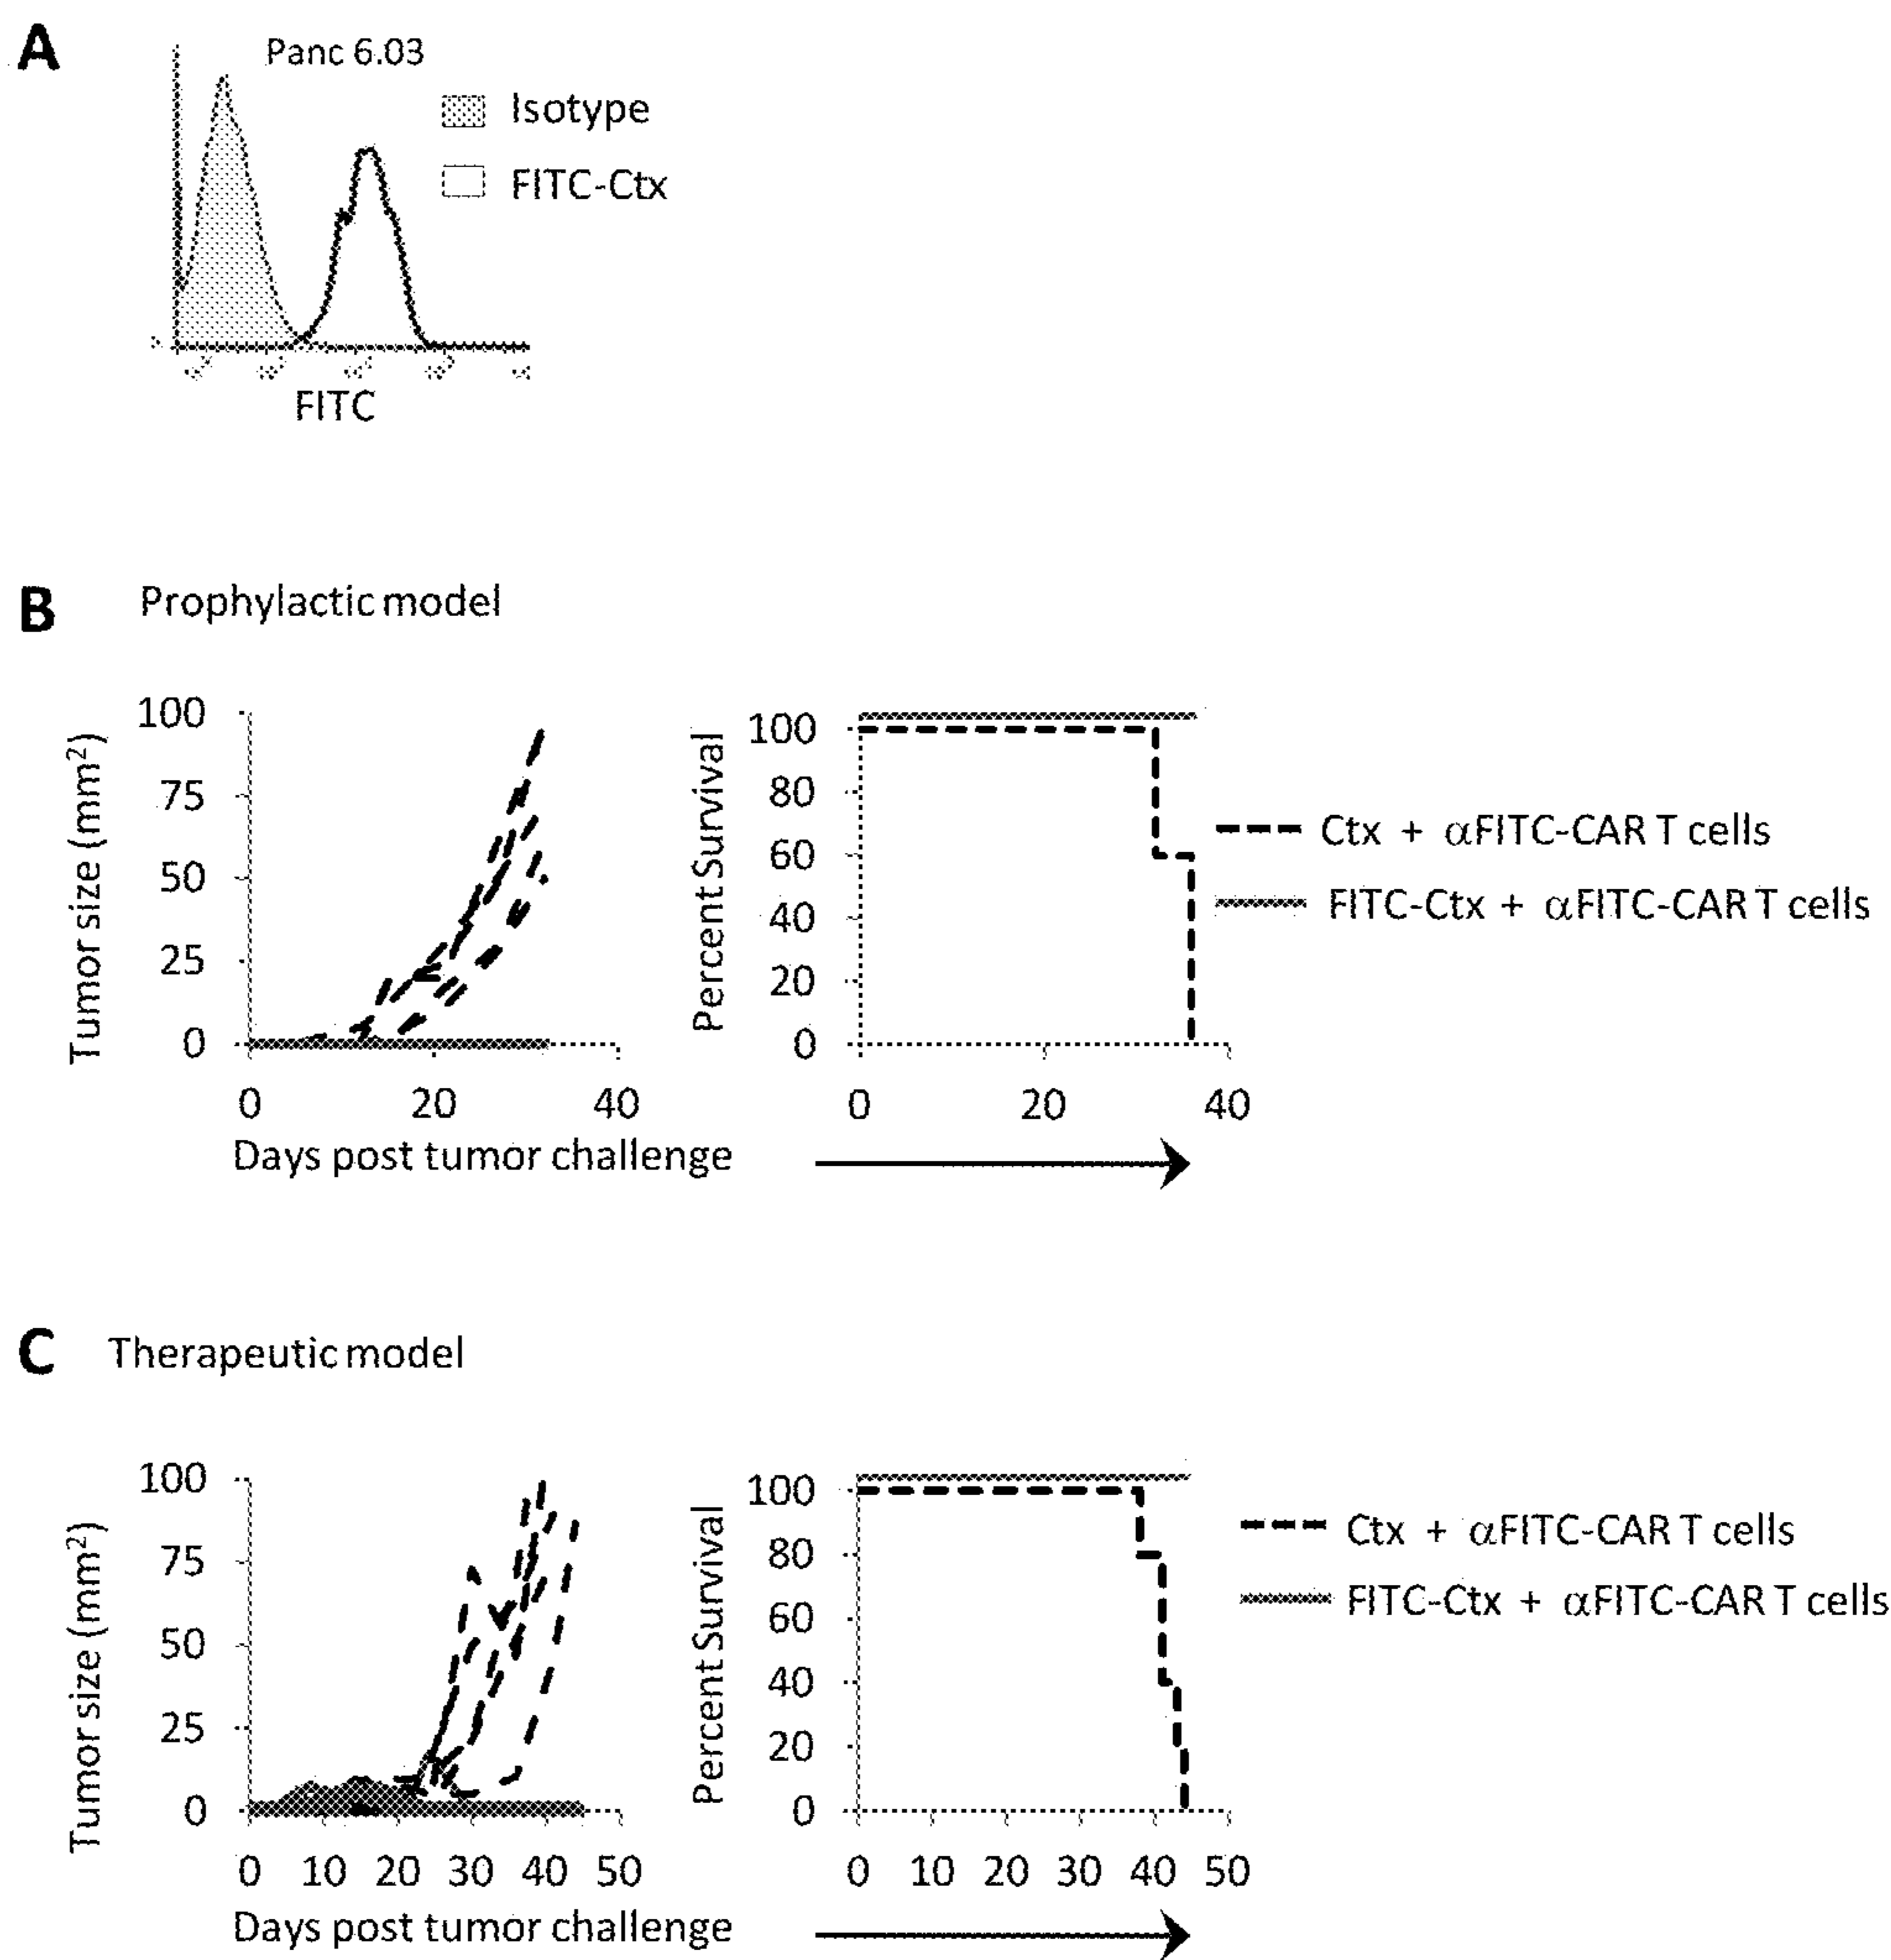 A
Panc 6.03
Isotype
FITC-Ctx
FITC
B Prophylactic model
Tumor size (mm²)
100
75
50
25
0
0 20 40
Percent Survival
100
80
60
40
20
0
0 20 40
Ctx + αFITC-CAR T cells
FITC-Ctx + αFITC-CAR T cells
Days post tumor challenge
C Therapeutic model
Tumor size (mm²)
100
75
50
25
0
0 10 20 30 40 50
Percent Survival
100
80
60
40
20
0
0 10 20 30 40 50
Ctx + αFITC-CAR T cells
FITC-Ctx + αFITC-CAR T cells
Days post tumor challenge